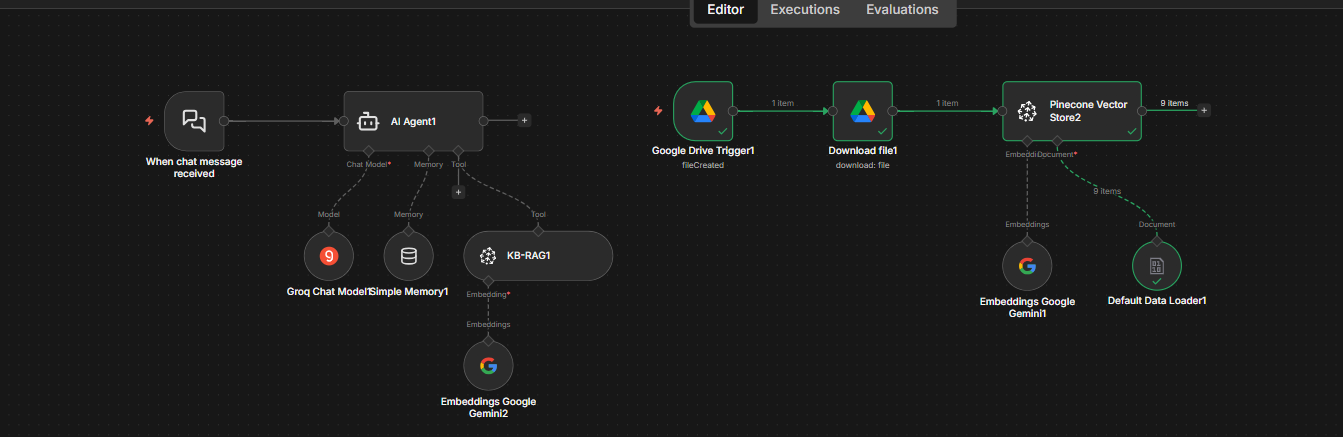 Editor Executions Evaluations
When chat message
received
AI Agent1
Chat Model*
Memory
Tool
Model
Memory
Tool
Groq Chat Model1
Simple Memory1
KB-RAG1
Embedding*
Embeddings
Embeddings Google
Gemini2
Google Drive Trigger1
fileCreated
1 item
Download file1
download: file
1 item
Pinecone Vector
Store2
9 items
Document*
9 items
Embeddings
Document
Embeddings Google
Gemini1
Default Data Loader1